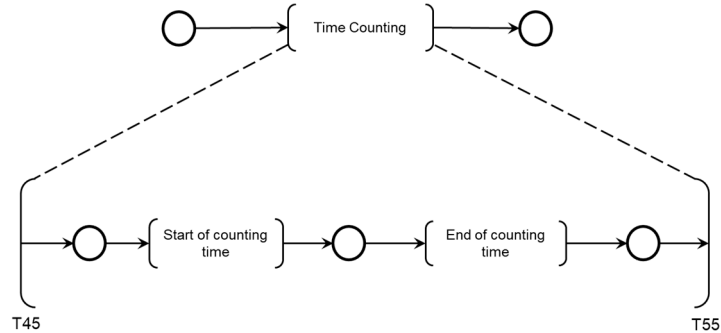 Time Counting
Start of counting
time
End of counting
time
T45
T55